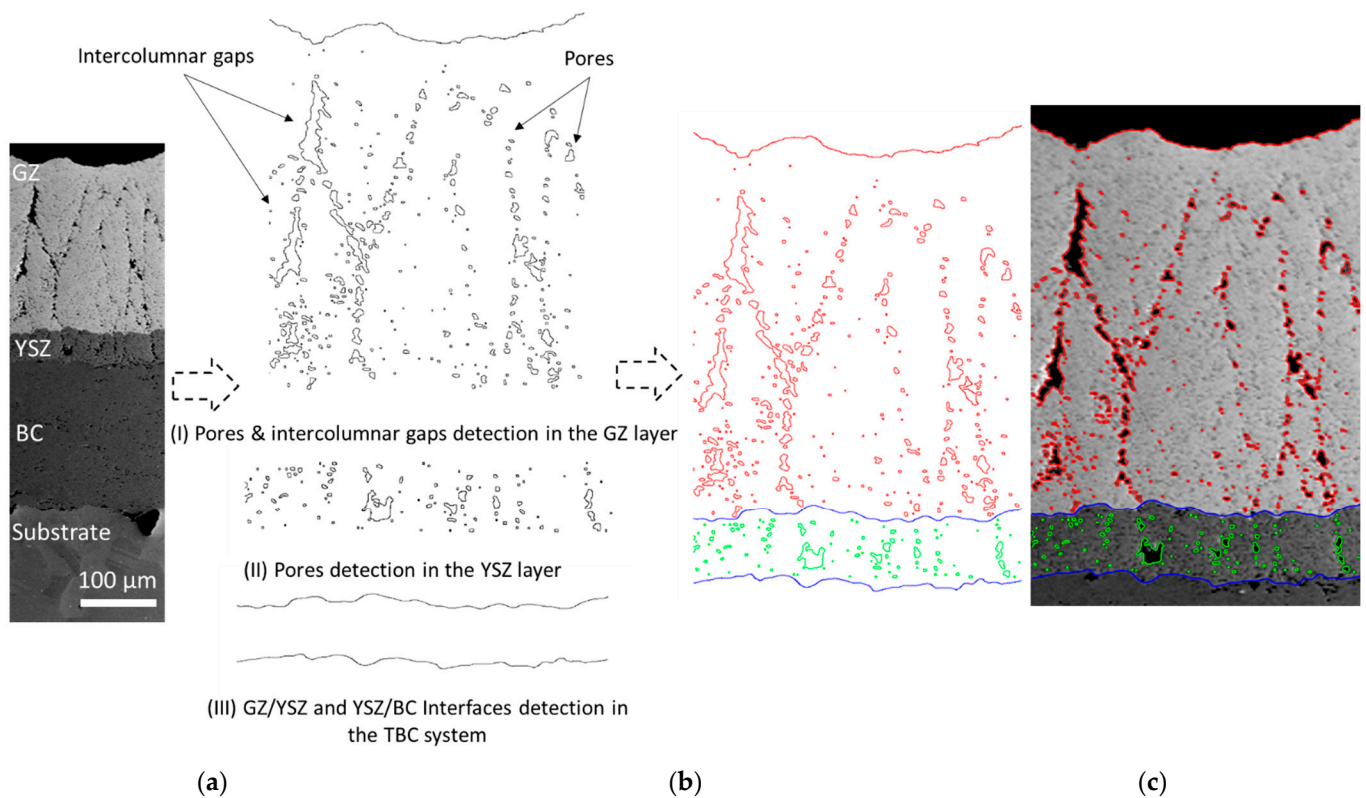 Intercolumnar gaps
Pores
GZ
YSZ
BC
Substrate
100 µm
(I) Pores & intercolumnar gaps detection in the GZ layer
(II) Pores detection in the YSZ layer
(III) GZ/YSZ and YSZ/BC Interfaces detection in
the TBC system
(a)
(b)
(c)